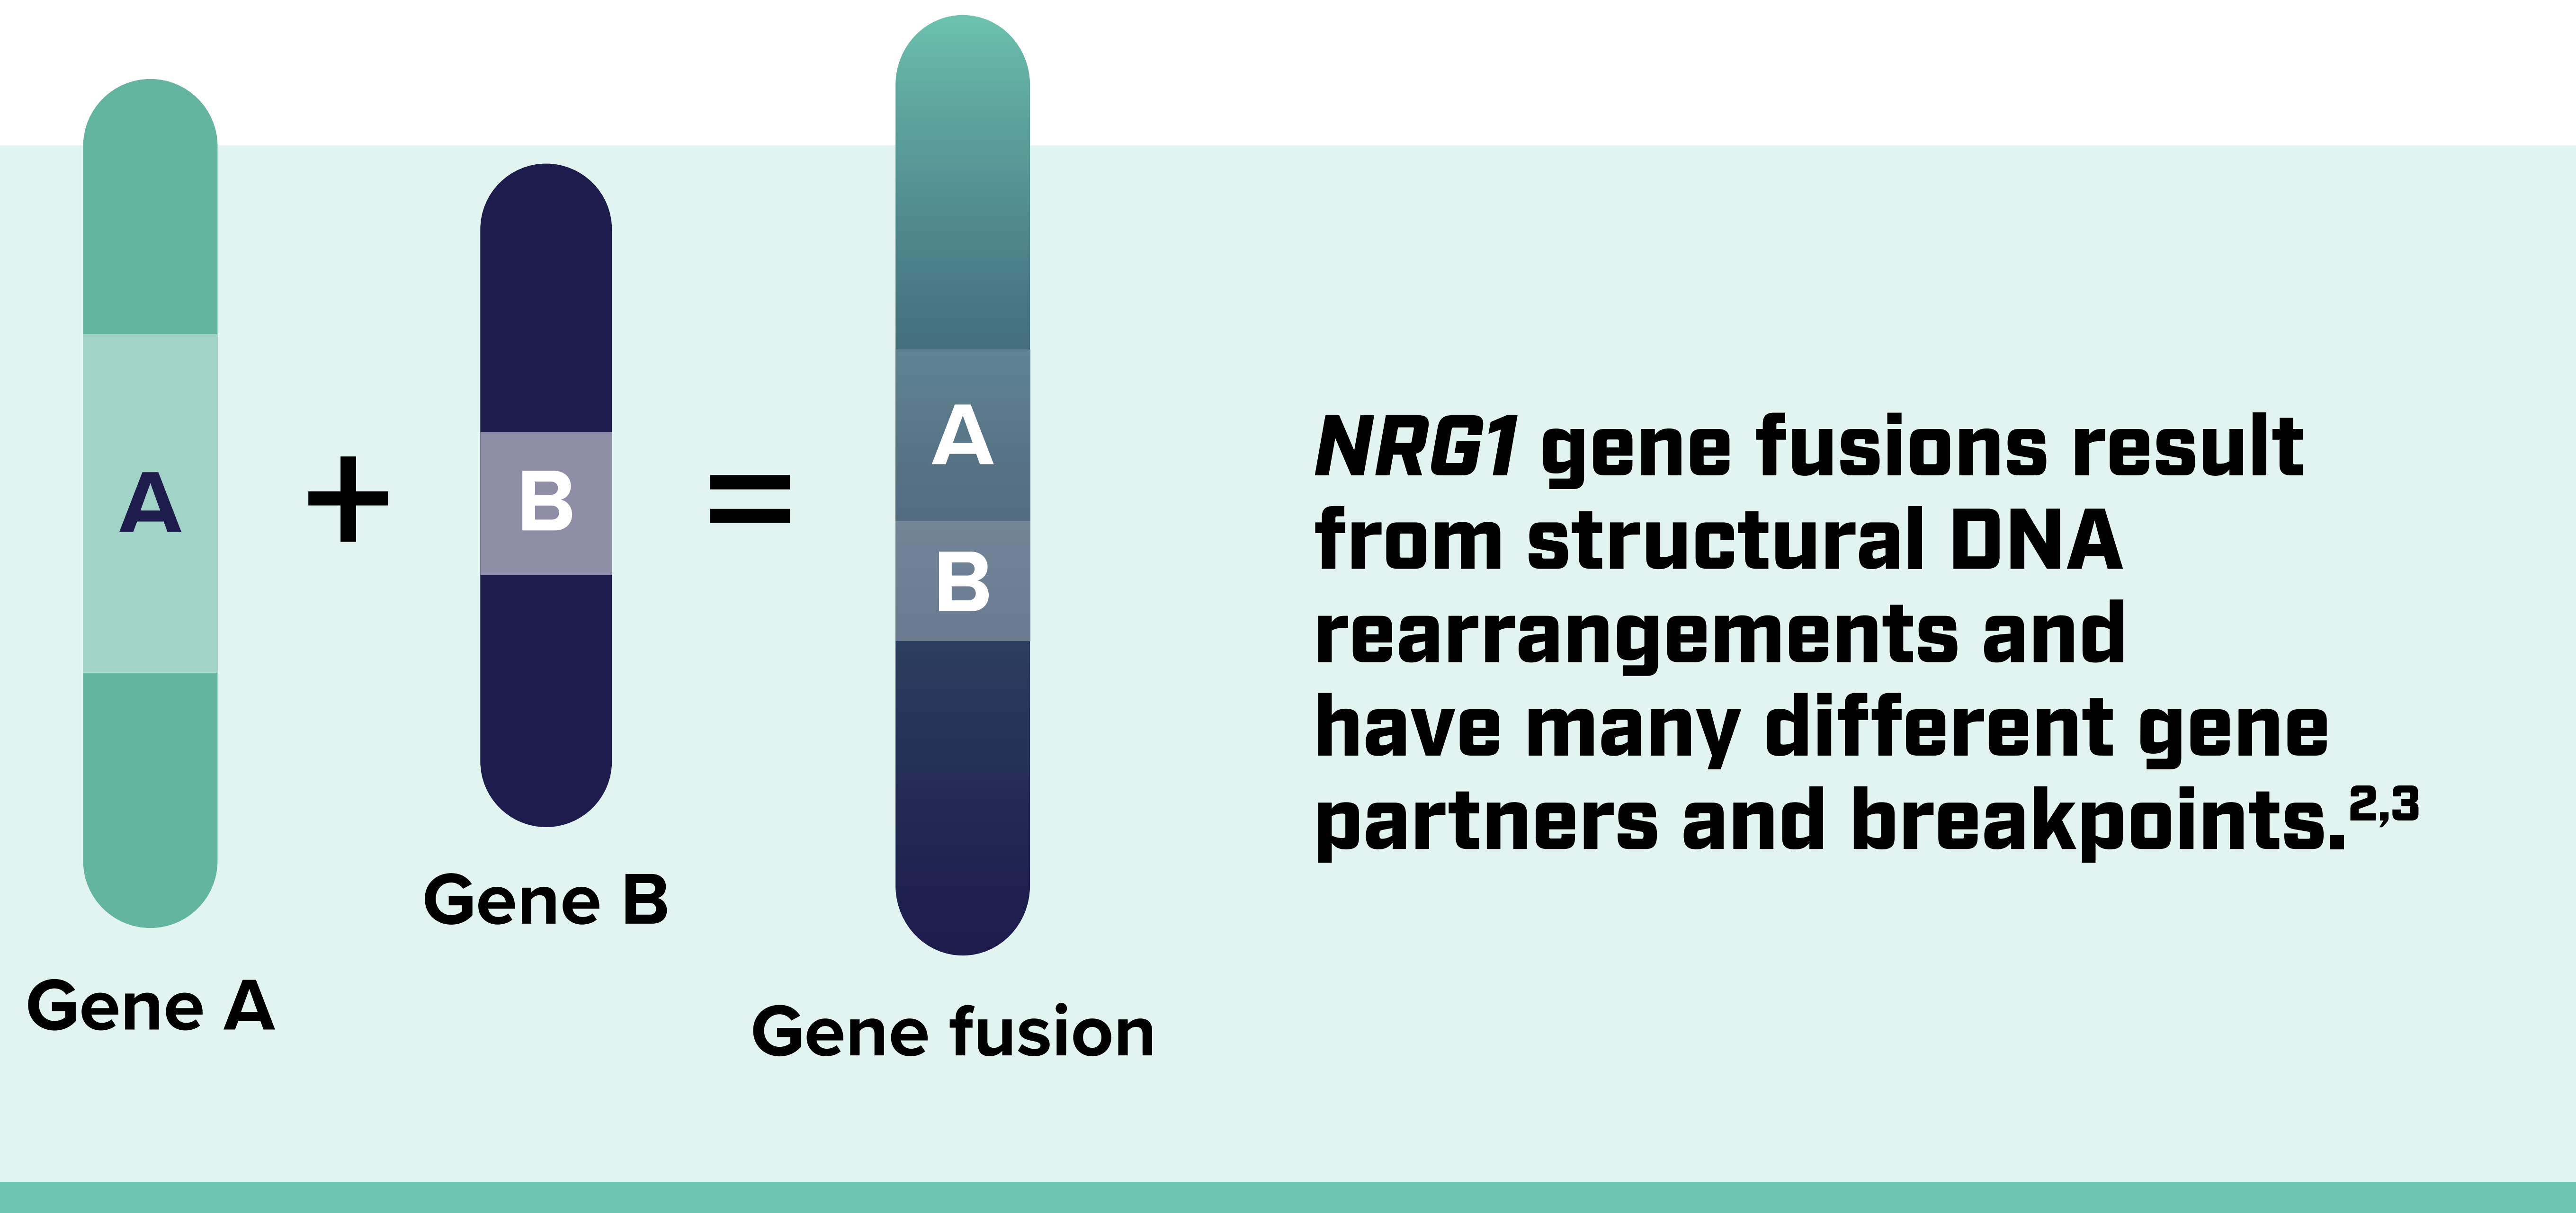 A
+
B
=
A
B
Gene A
Gene B
Gene fusion
NRG1 gene fusions result
from structural DNA
rearrangements and
have many different gene
partners and breakpoints.2,3